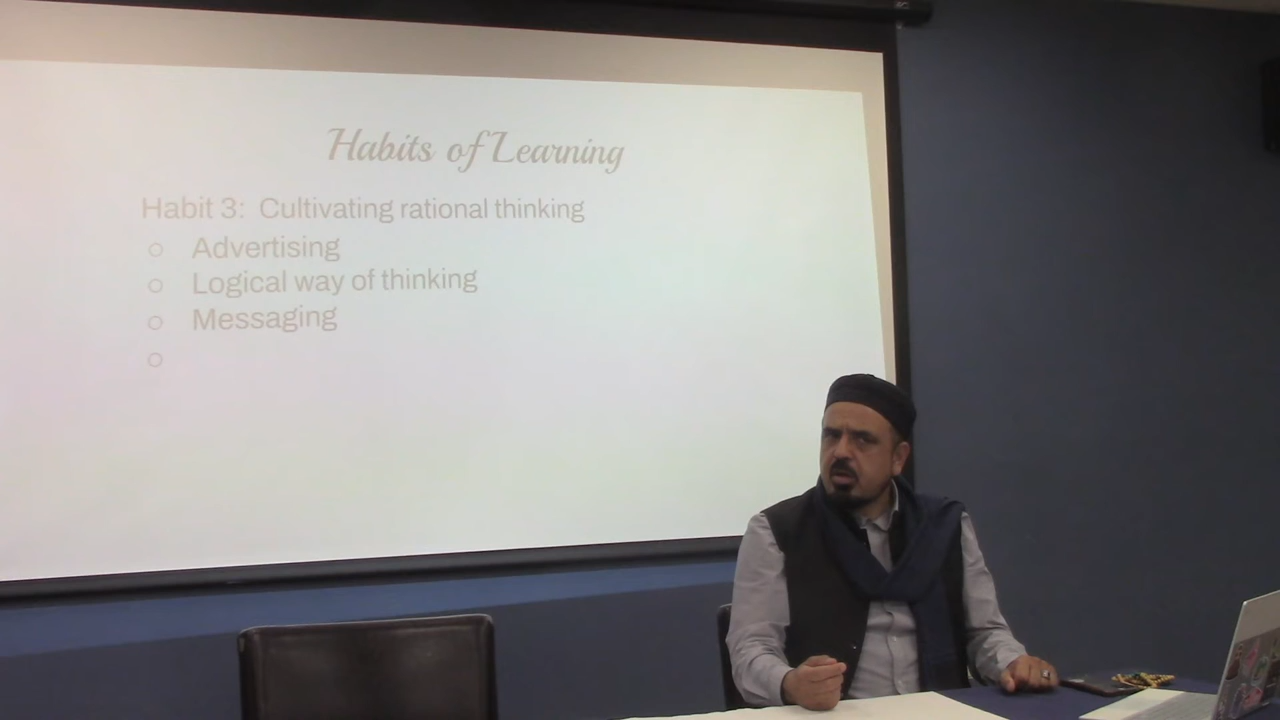 Habits of Learning
Habit 3: Cultivating rational thinking
Advertising
Logical way of thinking
Messaging